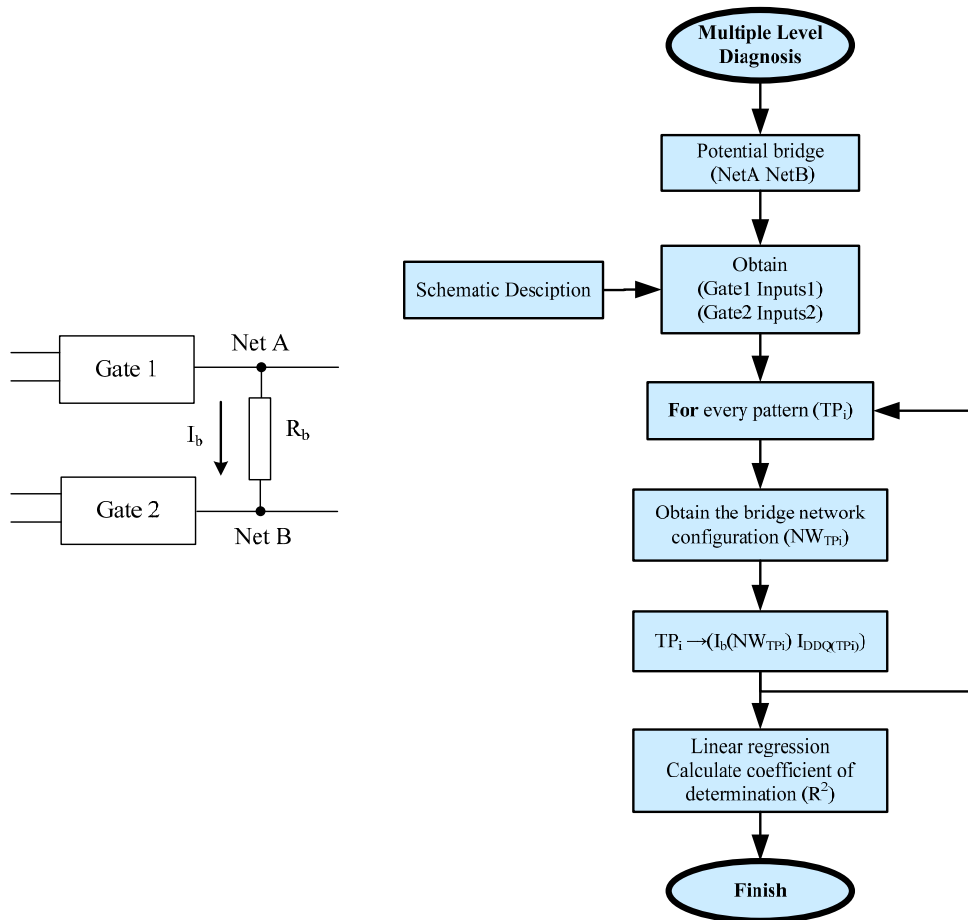 Gate 1
Net A
I_b
R_b
Gate 2
Net B
Multiple Level
Diagnosis
Potential bridge
(NetA NetB)
Schematic Desciption
Obtain
(Gate1 Inputs1)
(Gate2 Inputs2)
For every pattern (TP_i)
Obtain the bridge network
configuration (NW_TPi)
TP_i →(I_b(NW_TPi) I_DDQ(TPi))
Linear regression
Calculate coefficient of
determination (R²)
Finish